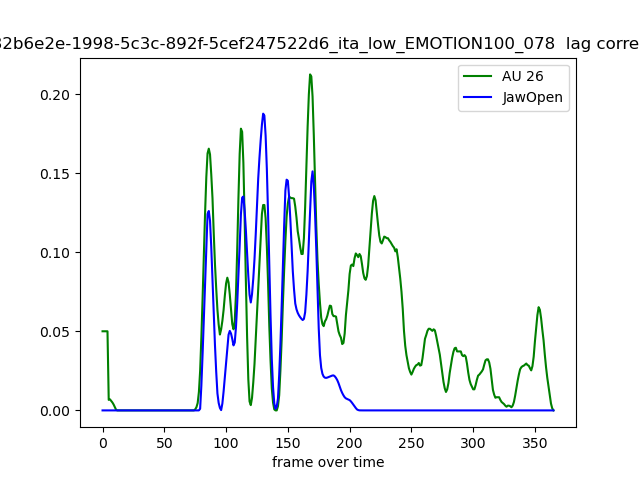 32b6e2e-1998-5c3c-892f-5cef247522d6_ita_low_EMOTION100_078 lag corre
AU 26
JawOpen
0.20
0.15
0.10
0.05
0.00
0 50 100 150 200 250 300 350
frame over time